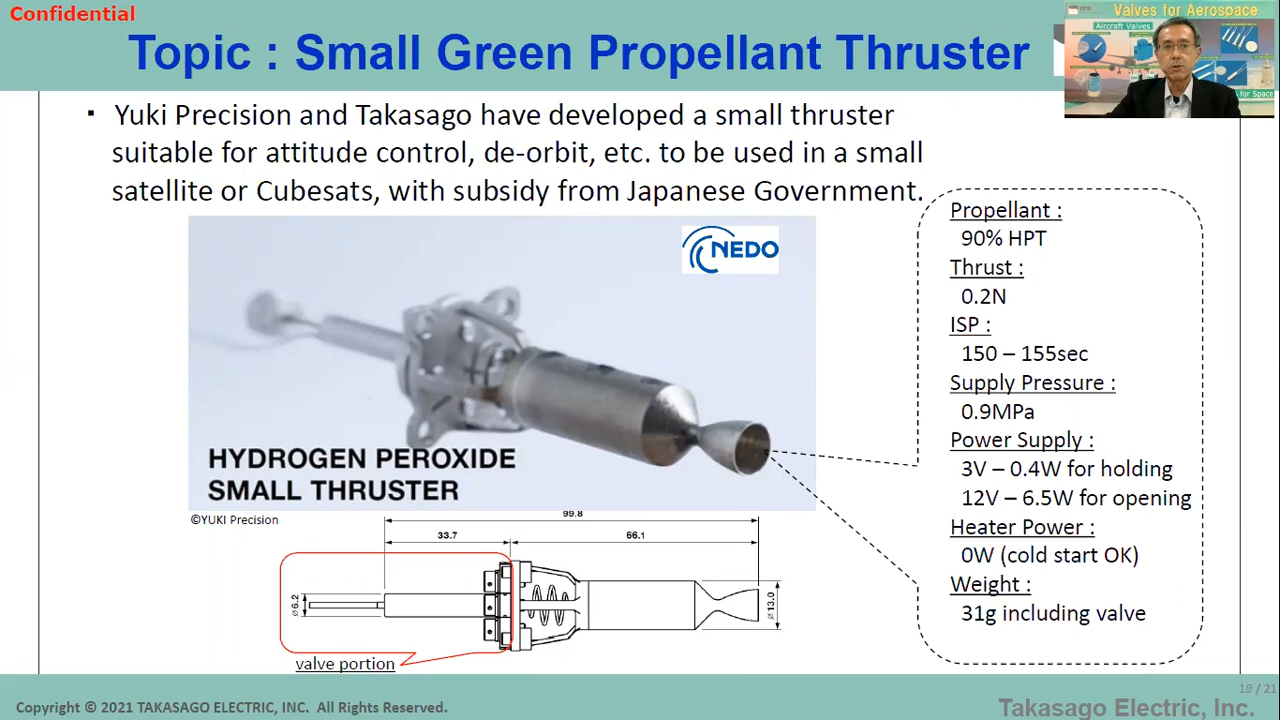 Confidential
Topic : Small Green Propellant Thruster
Valves for Aerospace
Aircraft Valves
for Space
▪ Yuki Precision and Takasago have developed a small thruster
suitable for attitude control, de-orbit, etc. to be used in a small
satellite or Cubesats, with subsidy from Japanese Government.
NEDO
HYDROGEN PEROXIDE
SMALL THRUSTER
©YUKI Precision
Propellant :
90% HPT
Thrust :
0.2N
ISP :
150 – 155sec
Supply Pressure :
0.9MPa
Power Supply :
3V – 0.4W for holding
12V – 6.5W for opening
Heater Power :
0W (cold start OK)
Weight :
31g including valve
99.8
33.7
66.1
ø6.2
ø13.0
valve portion
19 / 21
Copyright © 2021 TAKASAGO ELECTRIC, INC. All Rights Reserved.
Takasago Electric, Inc.